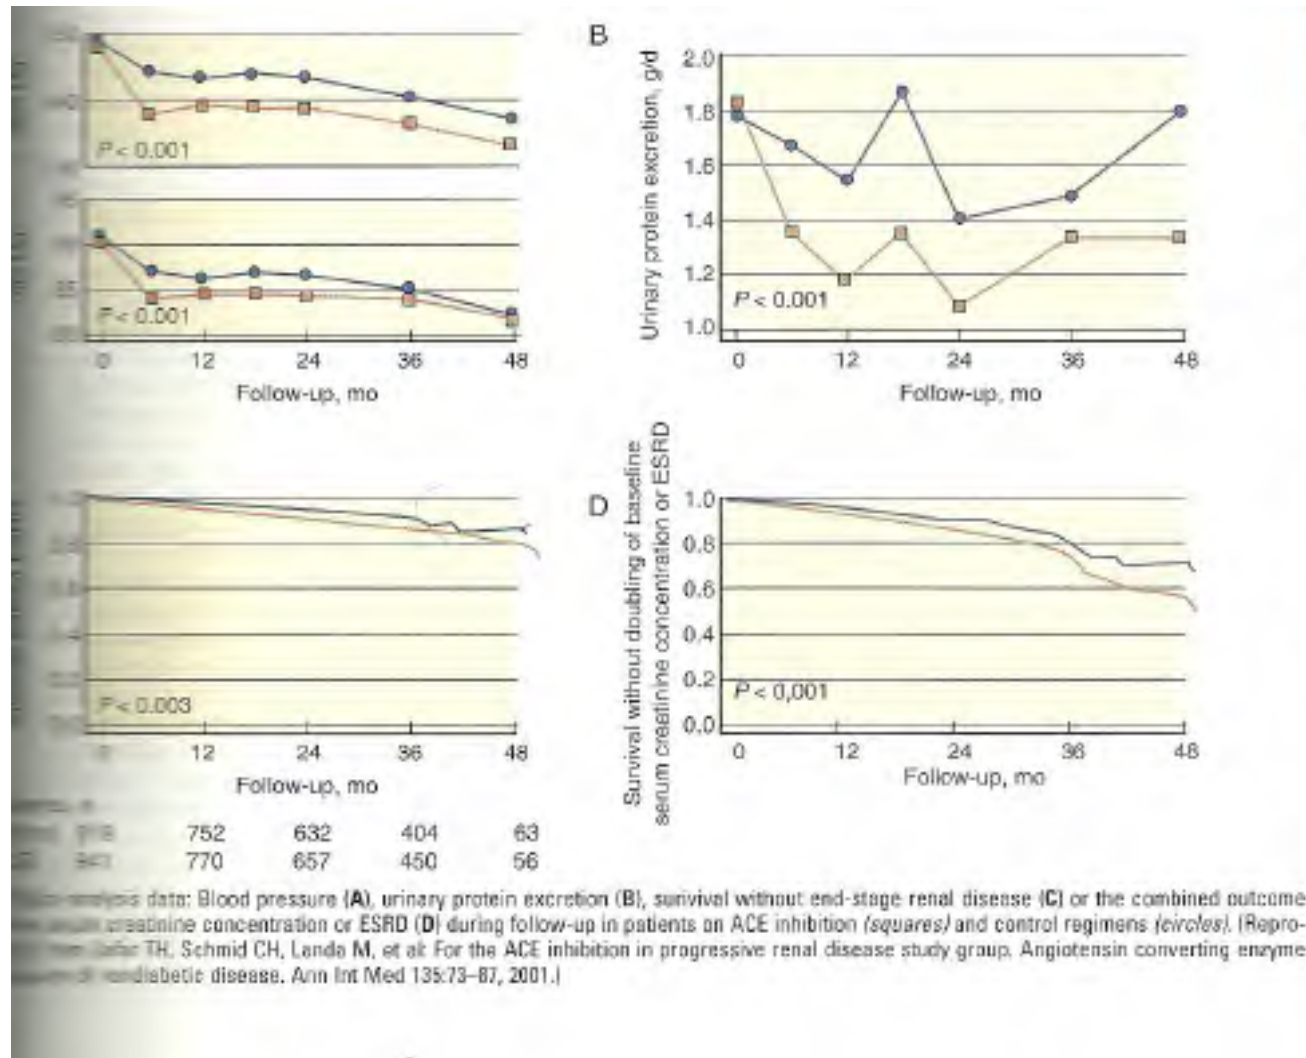 B
Urinary protein excretion, g/d
2.0
1.8
1.6
1.4
1.2
1.0
P < 0.001
P < 0.001
P < 0.001
0 12 24 36 48
Follow-up, mo
0 12 24 36 48
Follow-up, mo
D
Survival without doubling of baseline
serum creatinine concentration or ESRD
1.0
0.8
0.6
0.4
0.2
0.0
P < 0.003
P < 0,001
12 24 36 48
Follow-up, mo
0 12 24 36 48
Follow-up, mo
752 632 404 63
770 657 450 56
data: Blood pressure (A), urinary protein excretion (B), surivival without end-stage renal disease (C) or the combined outcome
creatinine concentration or ESRD (D) during follow-up in patients on ACE inhibition (squares) and control regimens (circles). (Repro-
TH, Schmid CH, Landa M, et al: For the ACE inhibition in progressive renal disease study group. Angiotensin converting enzyme
disease. Ann Int Med 135:73–87, 2001.)